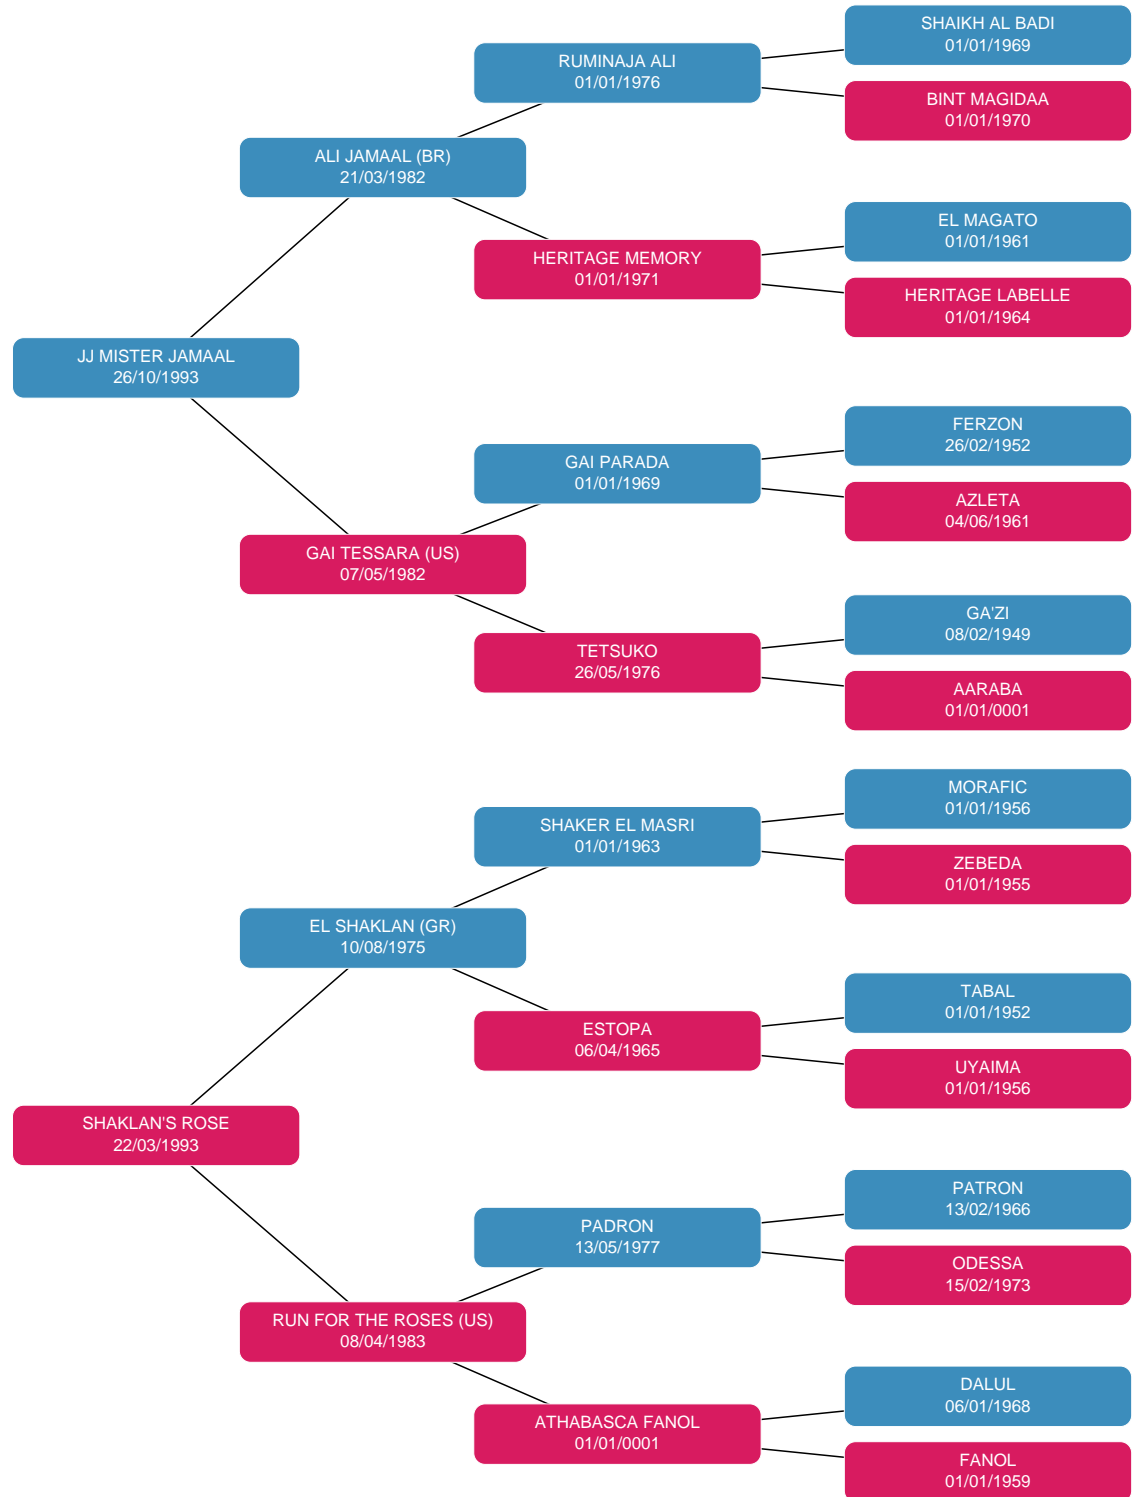 SHAIKH AL BADI
01/01/1969
RUMINAJA ALI
01/01/1976
BINT MAGIDAA
01/01/1970
ALI JAMAAL (BR)
21/03/1982
EL MAGATO
01/01/1961
HERITAGE MEMORY
01/01/1971
HERITAGE LABELLE
01/01/1964
JJ MISTER JAMAAL
26/10/1993
FERZON
26/02/1952
GAI PARADA
01/01/1969
AZLETA
04/06/1961
GAI TESSARA (US)
07/05/1982
GA'ZI
08/02/1949
TETSUKO
26/05/1976
AARABA
01/01/0001
MORAFIC
01/01/1956
SHAKER EL MASRI
01/01/1963
ZEBEDA
01/01/1955
EL SHAKLAN (GR)
10/08/1975
TABAL
01/01/1952
ESTOPA
06/04/1965
UYAIMA
01/01/1956
SHAKLAN'S ROSE
22/03/1993
PATRON
13/02/1966
PADRON
13/05/1977
ODESSA
15/02/1973
RUN FOR THE ROSES (US)
08/04/1983
DALUL
06/01/1968
ATHABASCA FANOL
01/01/0001
FANOL
01/01/1959